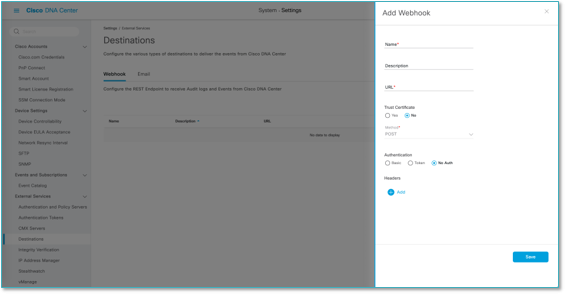 Cisco DNA Center
System · Settings
Search
Cisco Accounts
Cisco.com Credentials
PnP Connect
Smart Account
Smart License Registration
SSM Connection Mode
Device Settings
Device Controllability
Device EULA Acceptance
Network Resync Interval
SFTP
SNMP
Events and Subscriptions
Event Catalog
External Services
Authentication and Policy Servers
Authentication Tokens
CMX Servers
Destinations
Integrity Verification
IP Address Manager
Stealthwatch
vManage
Settings / External Services
Destinations
Configure the various types of destinations to deliver the events from Cisco DNA Center
Webhook Email
Configure the REST Endpoint to receive Audit logs and Events from Cisco DNA Center
Name Description URL
No data to display
Add Webhook
Name*
Description
URL*
Trust Certificate
Yes No
Method*
POST
Authentication
Basic Token No Auth
Headers
Add
Save